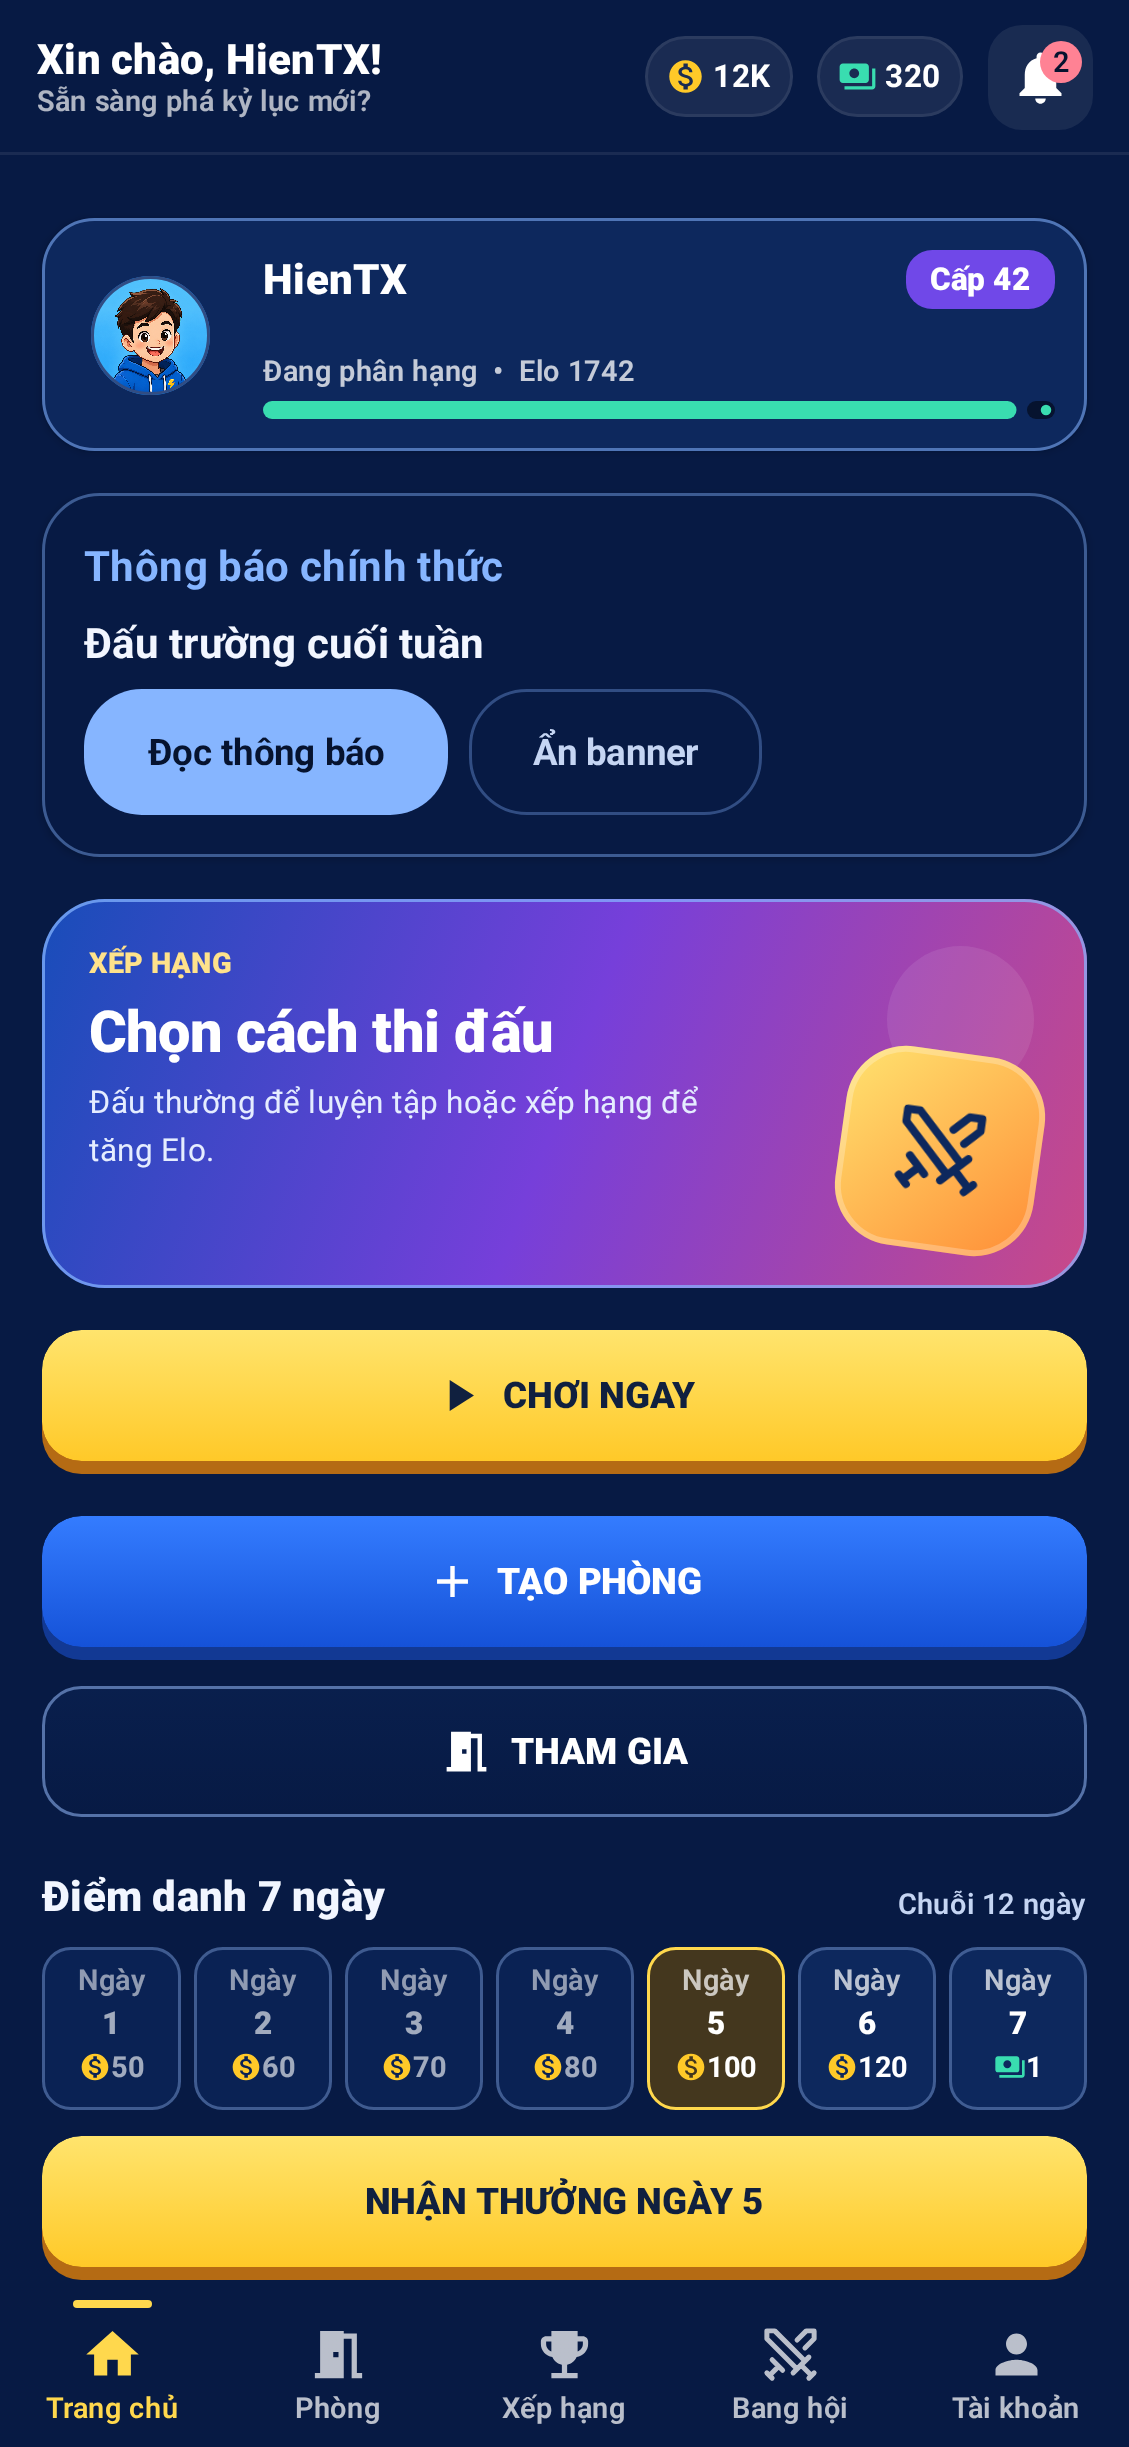 Xin chào, HienTX!
Sẵn sàng phá kỷ lục mới?
12K
320
2
HienTX
Cấp 42
Đang phân hạng • Elo 1742
Thông báo chính thức
Đấu trường cuối tuần
Đọc thông báo
Ẩn banner
XẾP HẠNG
Chọn cách thi đấu
Đấu thường để luyện tập hoặc xếp hạng để
tăng Elo.
CHƠI NGAY
TẠO PHÒNG
THAM GIA
Điểm danh 7 ngày
Chuỗi 12 ngày
Ngày
1
50
Ngày
2
60
Ngày
3
70
Ngày
4
80
Ngày
5
100
Ngày
6
120
Ngày
7
1
NHẬN THƯỞNG NGÀY 5
Trang chủ
Phòng
Xếp hạng
Bang hội
Tài khoản